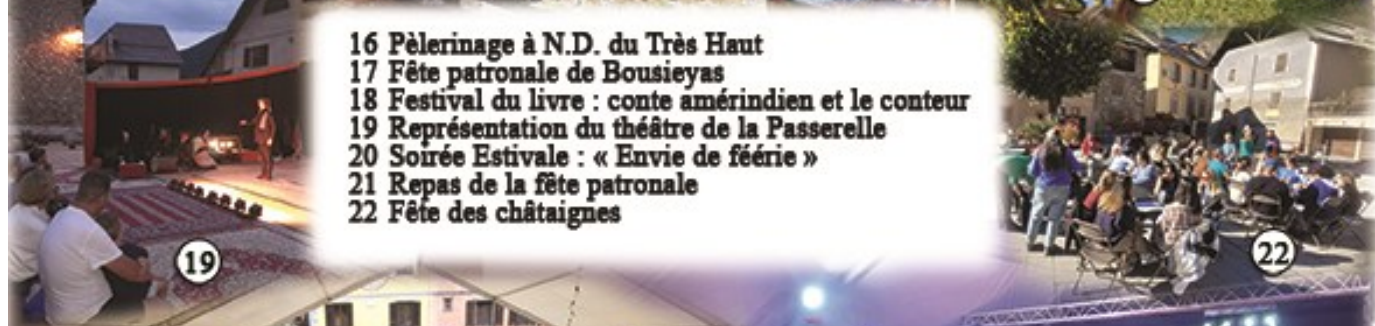 16 Pèlerinage à N.D. du Très Haut
17 Fête patronale de Bousieyas
18 Festival du livre : conte amérindien et le conteur
19 Représentation du théâtre de la Passerelle
20 Soirée Estivale : « Envie de féérie »
21 Repas de la fête patronale
22 Fête des châtaignes
19
22